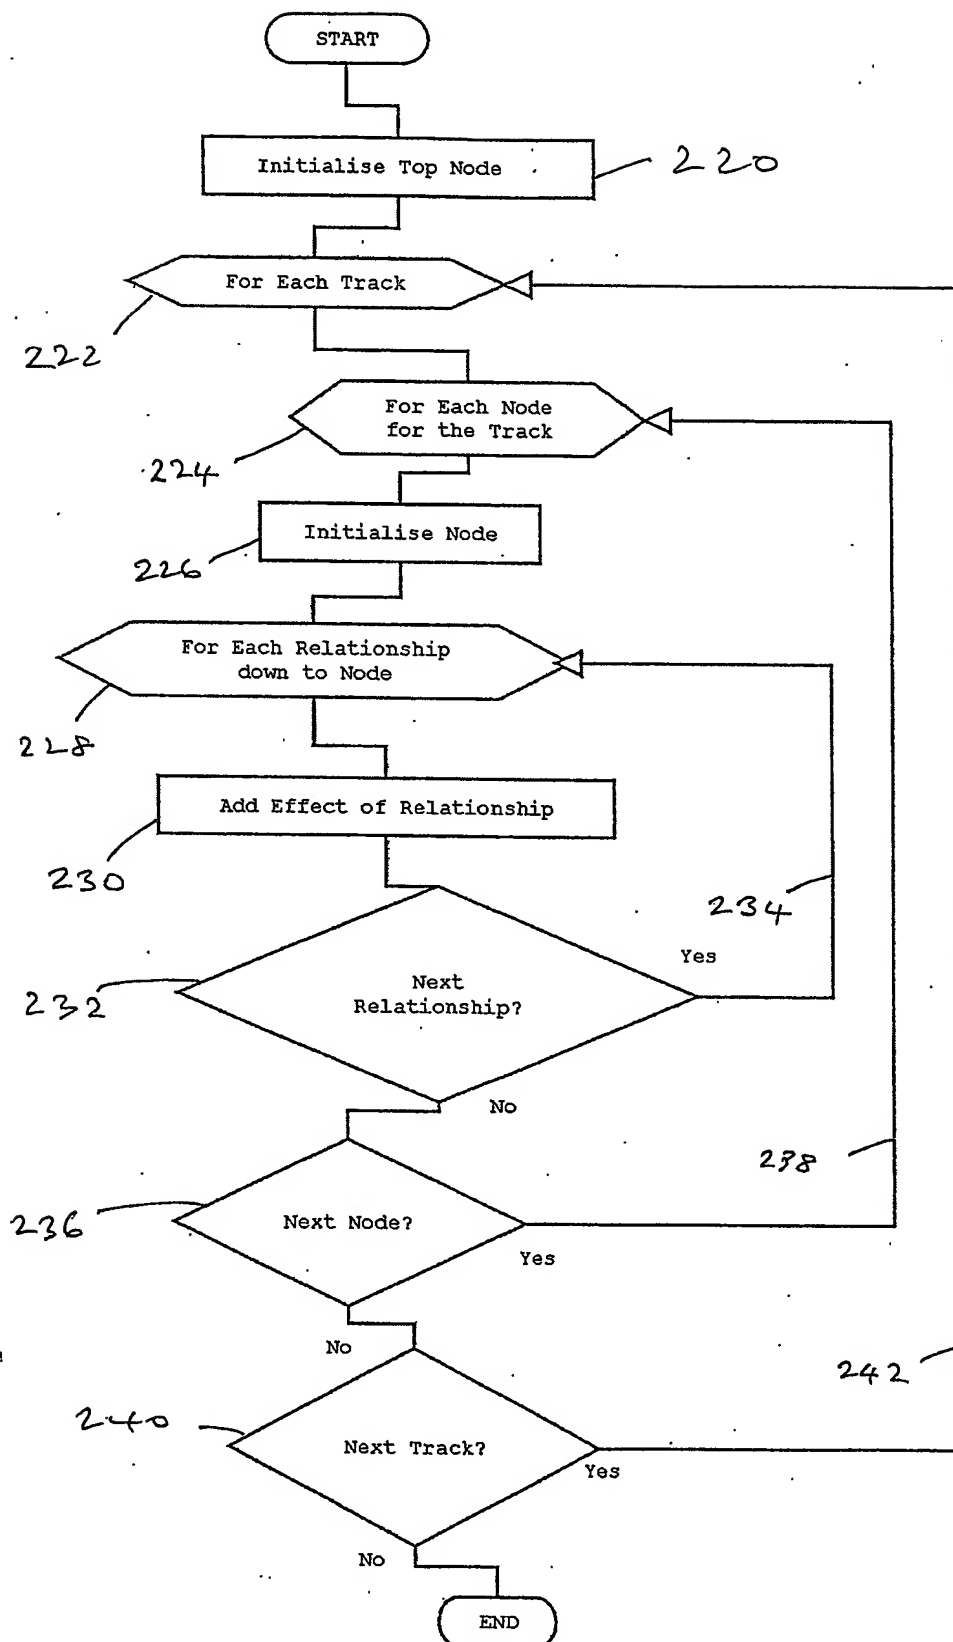 START
Initialise Top Node
220
For Each Track
222
For Each Node
for the Track
224
Initialise Node
226
For Each Relationship
down to Node
228
Add Effect of Relationship
230
234
Yes
Next
Relationship?
232
No
238
236
Next Node?
Yes
No
242
240
Next Track?
Yes
No
END